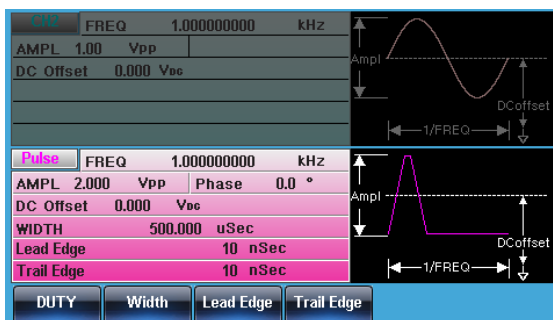 CH2 FREQ 1.000000000 kHz
AMPL 1.00 Vpp
DC Offset 0.000 VDC
Ampl
DCoffset
1/FREQ
Pulse FREQ 1.000000000 kHz
AMPL 2.000 Vpp Phase 0.0 °
DC Offset 0.000 VDC
WIDTH 500.000 uSec
Lead Edge 10 nSec
Trail Edge 10 nSec
Ampl
DCoffset
1/FREQ
DUTY Width Lead Edge Trail Edge